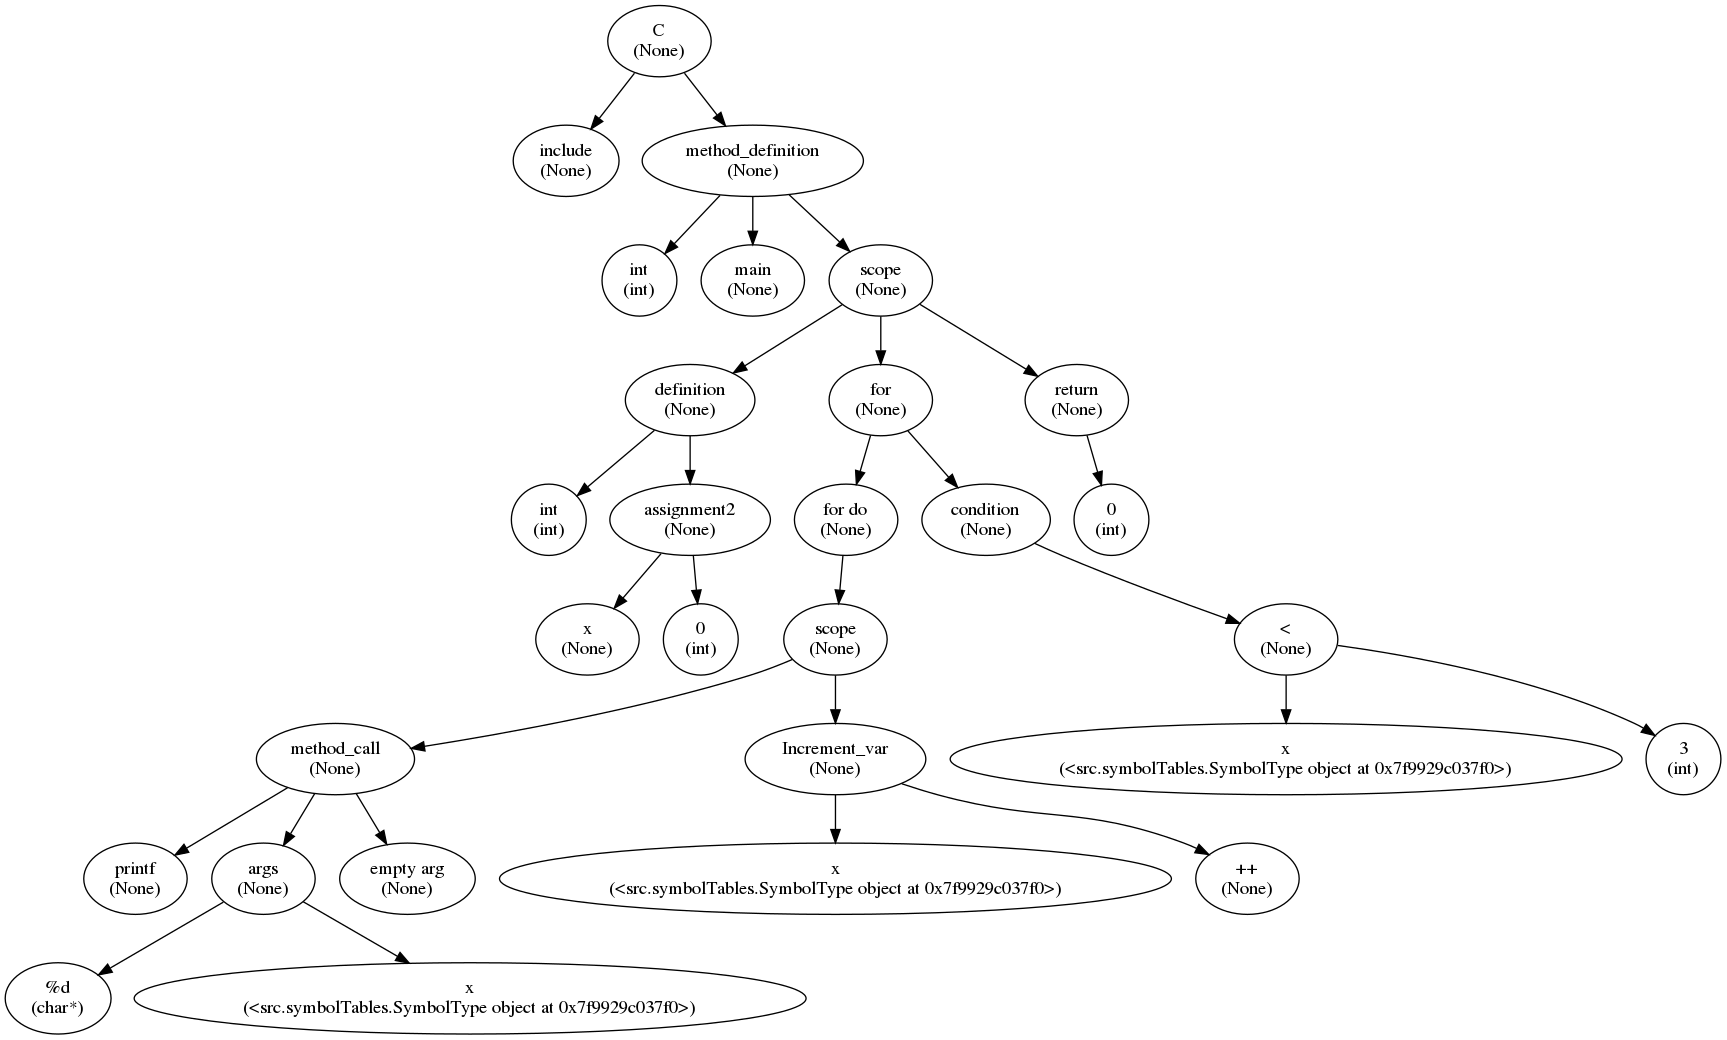 C
(None)
include
(None)
method_definition
(None)
int
(int)
main
(None)
scope
(None)
definition
(None)
for
(None)
return
(None)
int
(int)
assignment2
(None)
for do
(None)
condition
(None)
0
(int)
x
(None)
0
(int)
scope
(None)
<
(None)
method_call
(None)
Increment_var
(None)
x
(<src.symbolTables.SymbolType object at 0x7f9929c037f0>)
3
(int)
printf
(None)
args
(None)
empty arg
(None)
x
(<src.symbolTables.SymbolType object at 0x7f9929c037f0>)
++
(None)
%d
(char*)
x
(<src.symbolTables.SymbolType object at 0x7f9929c037f0>)